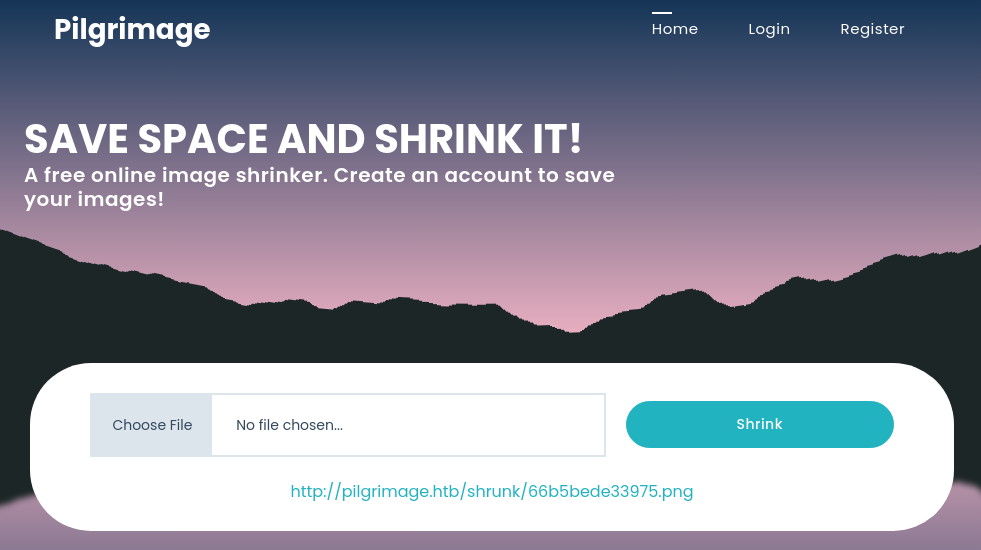 Pilgrimage
Home Login Register
SAVE SPACE AND SHRINK IT!
A free online image shrinker. Create an account to save
your images!
Choose File No file chosen... Shrink
http://pilgrimage.htb/shrunk/66b5bede33975.png